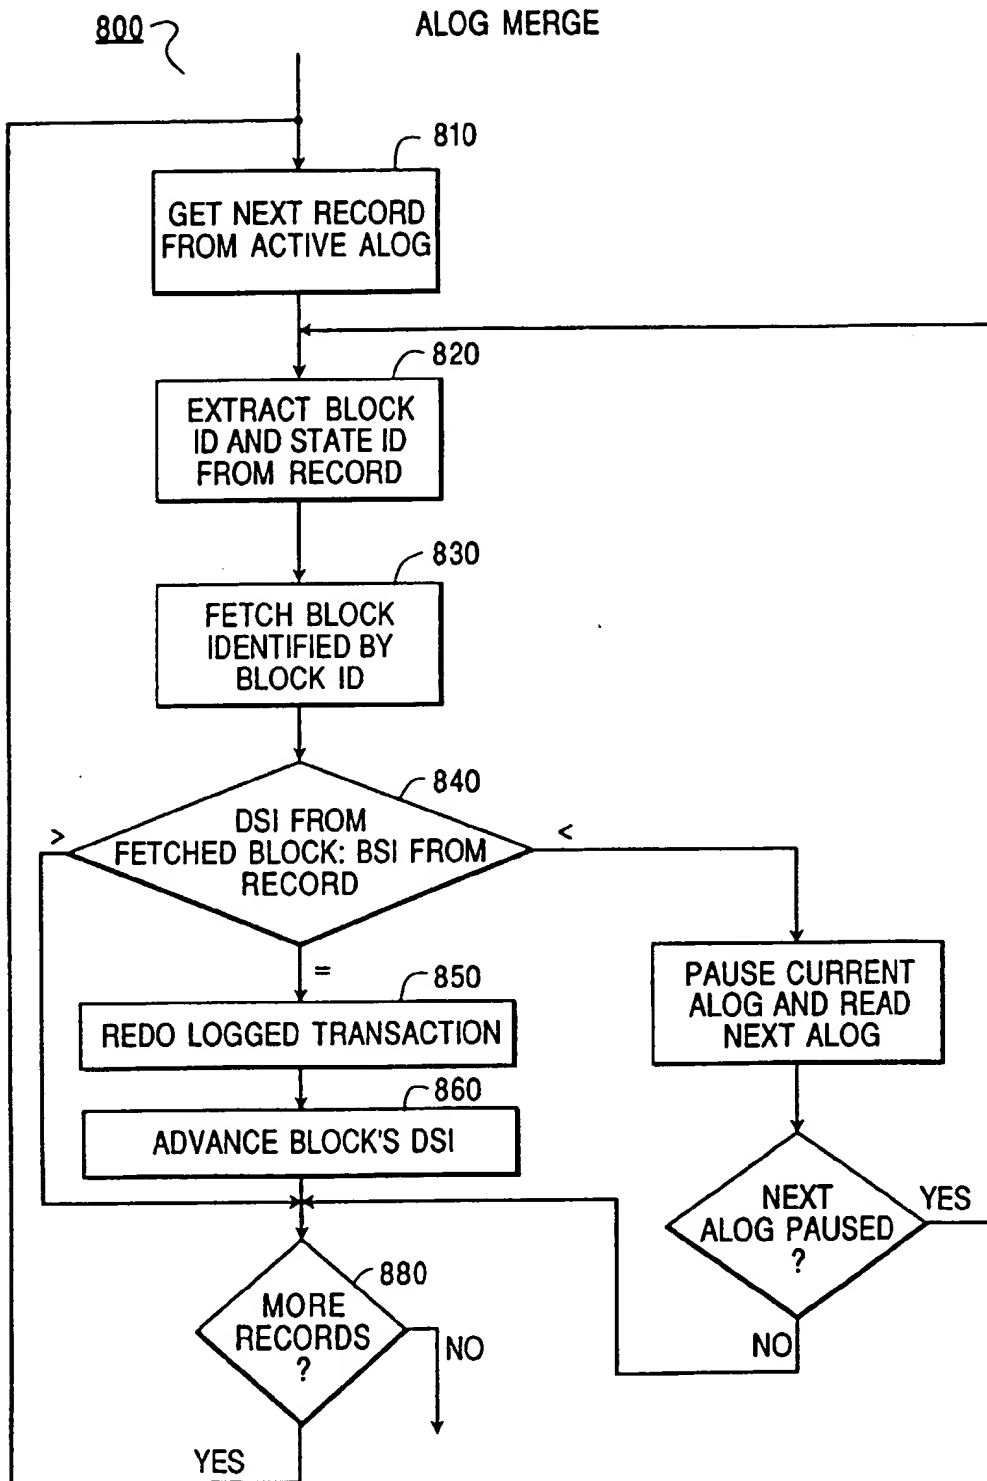 800
ALOG MERGE
810
GET NEXT RECORD
FROM ACTIVE ALOG
820
EXTRACT BLOCK
ID AND STATE ID
FROM RECORD
830
FETCH BLOCK
IDENTIFIED BY
BLOCK ID
840
DSI FROM
FETCHED BLOCK: BSI FROM
RECORD
>
<
=
850
REDO LOGGED TRANSACTION
860
ADVANCE BLOCK'S DSI
PAUSE CURRENT
ALOG AND READ
NEXT ALOG
NEXT
ALOG PAUSED
?
YES
NO
880
MORE
RECORDS
?
NO
YES